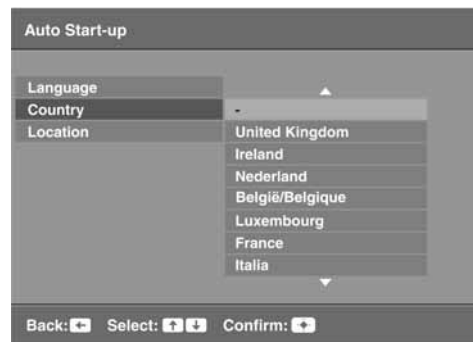 Auto Start-up
Language
Country
Location
-
United Kingdom
Ireland
Nederland
België/Belgique
Luxembourg
France
Italia
Back: Select: Confirm: